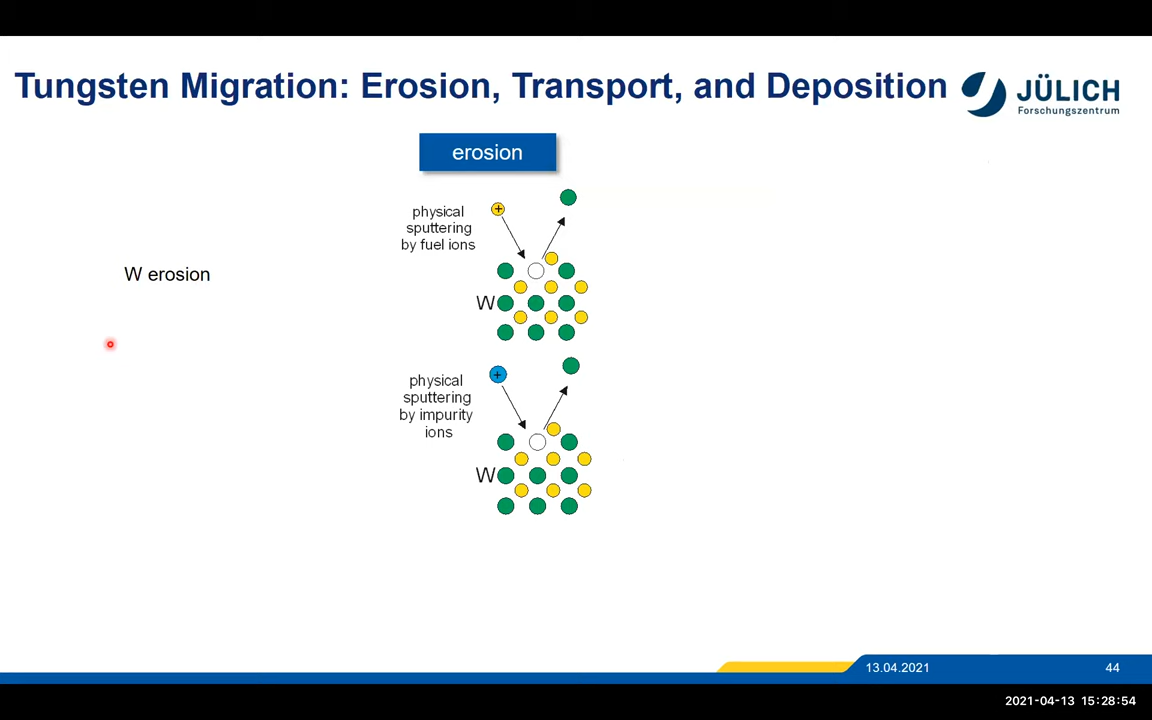 Tungsten Migration: Erosion, Transport, and Deposition
JÜLICH
Forschungszentrum
erosion
physical
sputtering
by fuel ions
+
W erosion
W
physical
sputtering
by impurity
ions
+
W
13.04.2021
44
2021-04-13 15:28:54